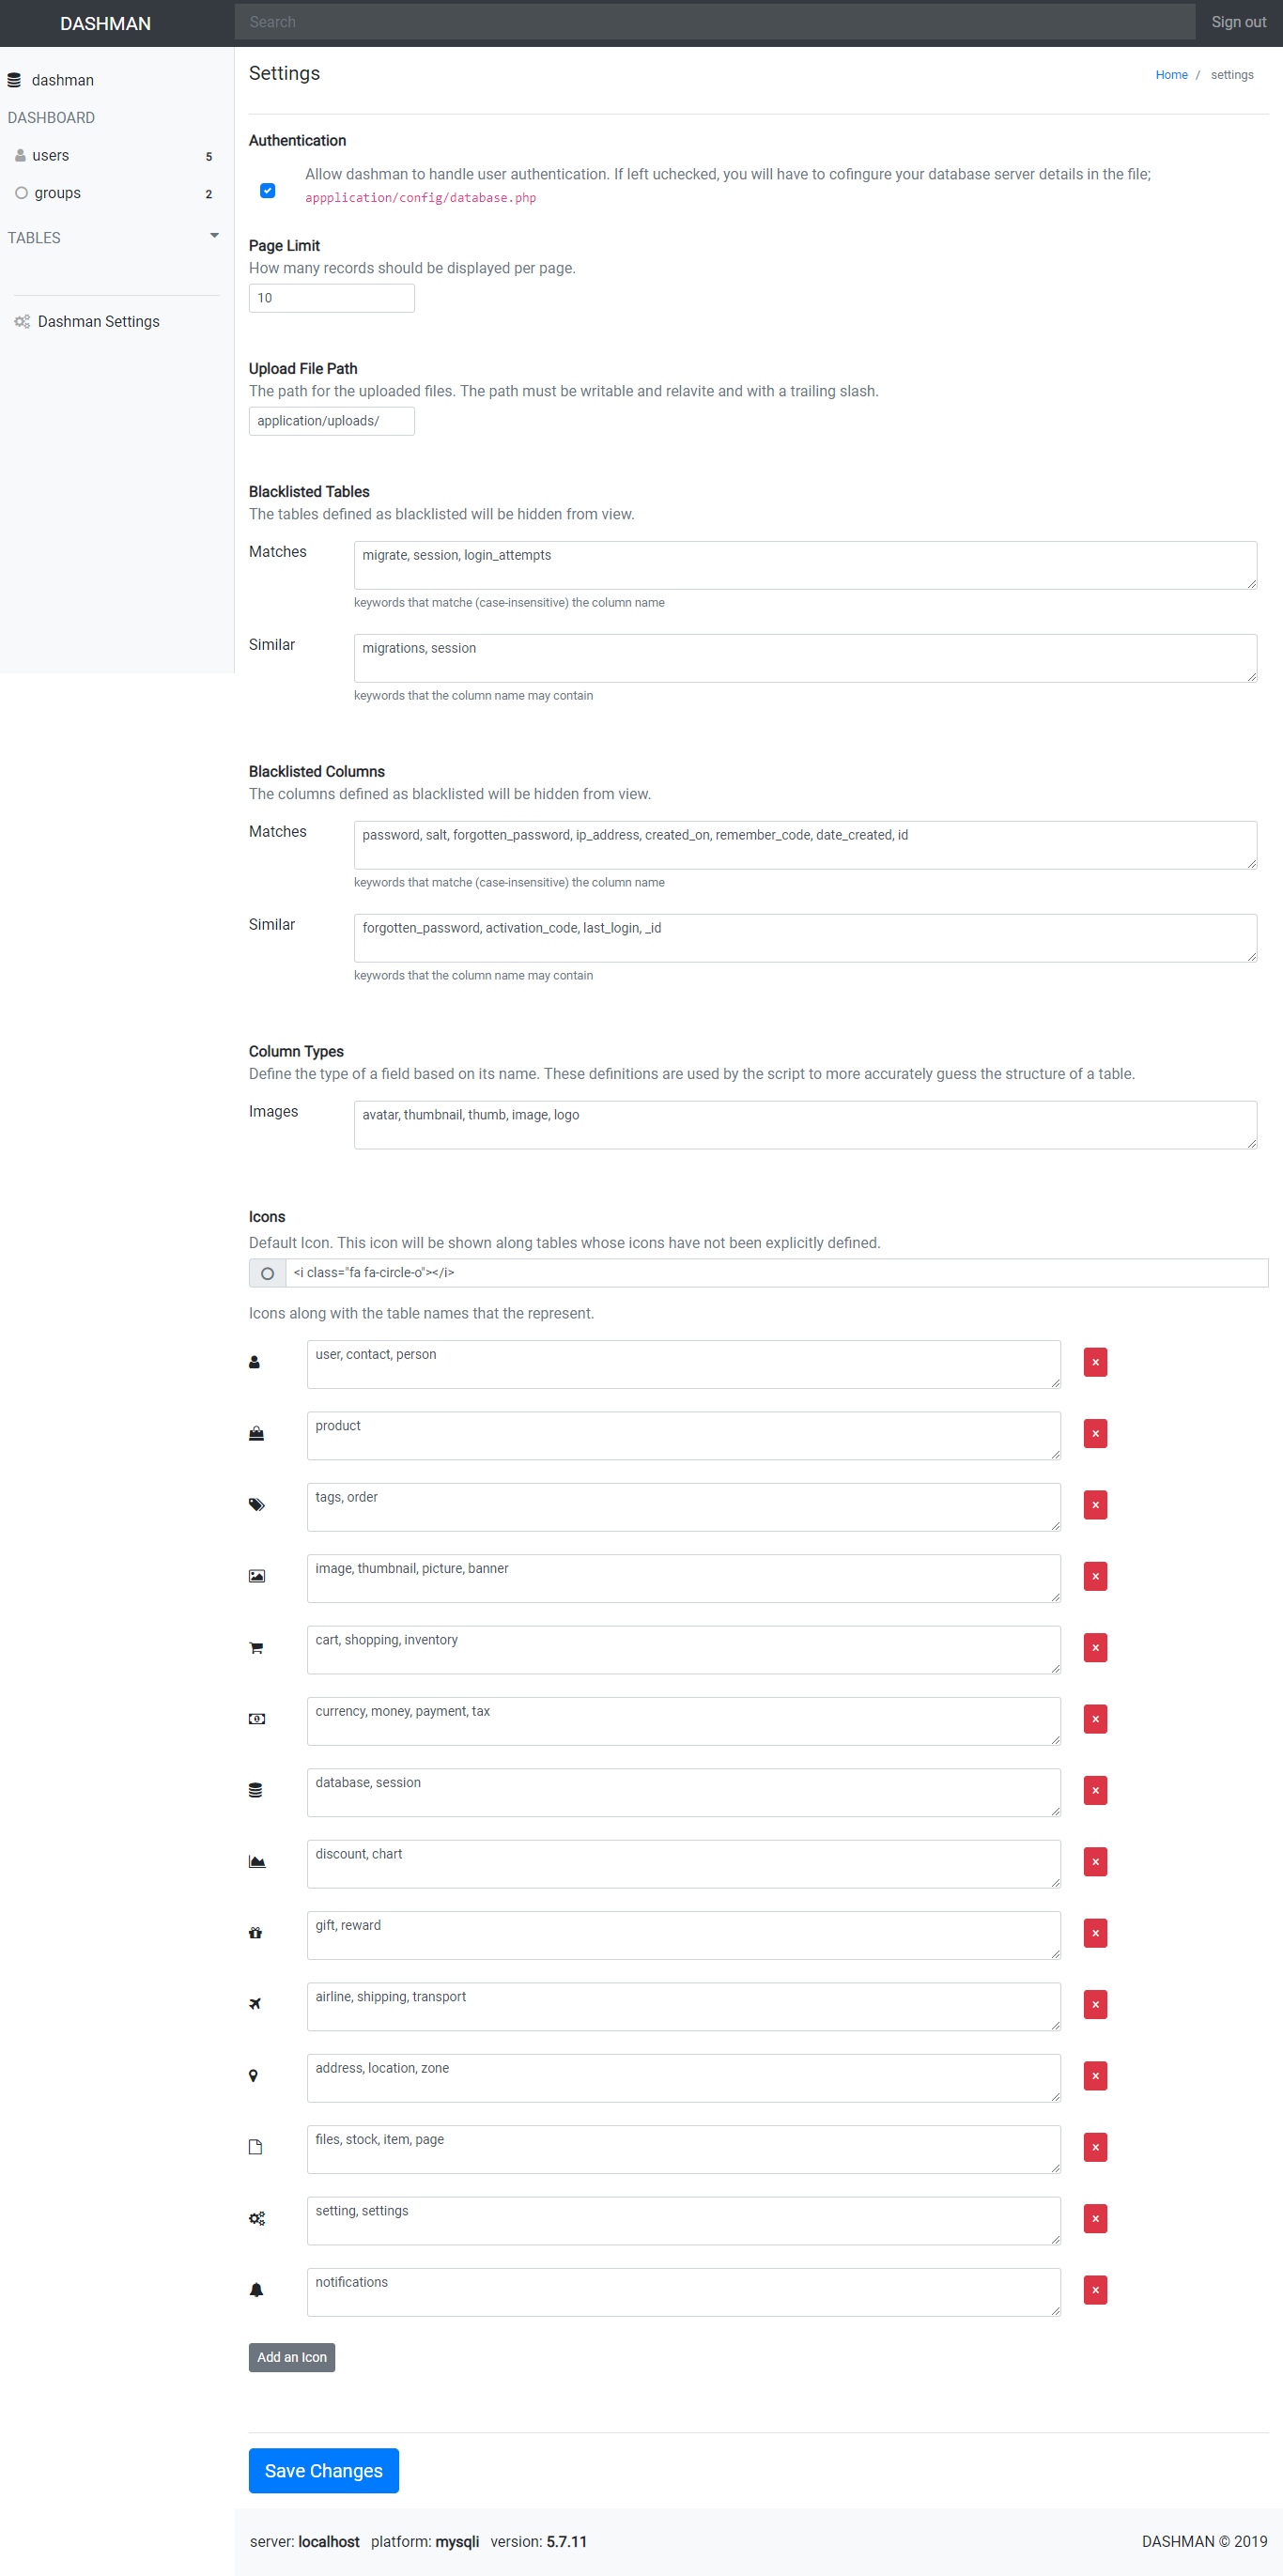 DASHMAN
Search
Sign out
dashman
DASHBOARD
users 5
groups 2
TABLES
Dashman Settings
Settings
Home / settings
Authentication
Allow dashman to handle user authentication. If left uchecked, you will have to cofingure your database server details in the file;
appplication/config/database.php
Page Limit
How many records should be displayed per page.
10
Upload File Path
The path for the uploaded files. The path must be writable and relavite and with a trailing slash.
application/uploads/
Blacklisted Tables
The tables defined as blacklisted will be hidden from view.
Matches
migrate, session, login_attempts
keywords that matche (case-insensitive) the column name
Similar
migrations, session
keywords that the column name may contain
Blacklisted Columns
The columns defined as blacklisted will be hidden from view.
Matches
password, salt, forgotten_password, ip_address, created_on, remember_code, date_created, id
keywords that matche (case-insensitive) the column name
Similar
forgotten_password, activation_code, last_login, _id
keywords that the column name may contain
Column Types
Define the type of a field based on its name. These definitions are used by the script to more accurately guess the structure of a table.
Images
avatar, thumbnail, thumb, image, logo
Icons
Default Icon. This icon will be shown along tables whose icons have not been explicitly defined.
<i class="fa fa-circle-o"></i>
Icons along with the table names that the represent.
user, contact, person ×
product ×
tags, order ×
image, thumbnail, picture, banner ×
cart, shopping, inventory ×
currency, money, payment, tax ×
database, session ×
discount, chart ×
gift, reward ×
airline, shipping, transport ×
address, location, zone ×
files, stock, item, page ×
setting, settings ×
notifications ×
Add an Icon
Save Changes
server: localhost platform: mysqli version: 5.7.11
DASHMAN © 2019